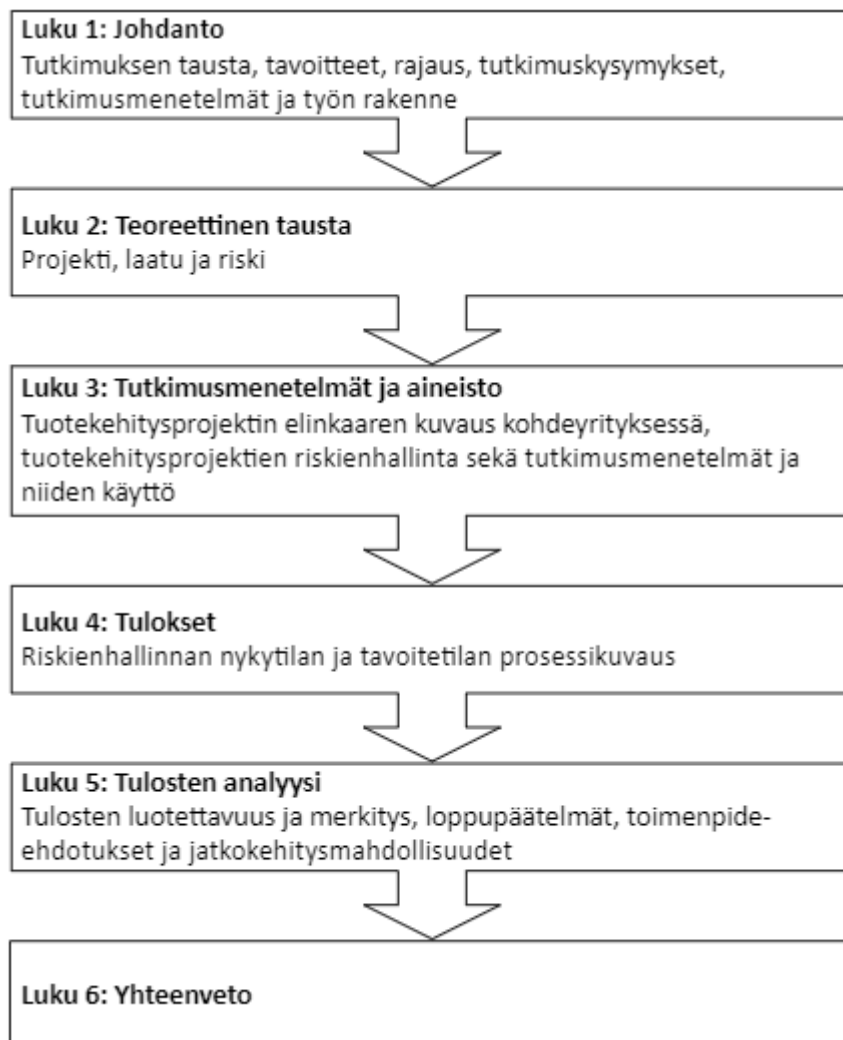 Luku 1: Johdanto
Tutkimuksen tausta, tavoitteet, rajaus, tutkimuskysymykset,
tutkimusmenetelmät ja työn rakenne
Luku 2: Teoreettinen tausta
Projekti, laatu ja riski
Luku 3: Tutkimusmenetelmät ja aineisto
Tuotekehitysprojektin elinkaaren kuvaus kohdeyrityksessä,
tuotekehitysprojektien riskienhallinta sekä tutkimusmenetelmät ja
niiden käyttö
Luku 4: Tulokset
Riskienhallinnan nykytilan ja tavoitetilan prosessikuvaus
Luku 5: Tulosten analyysi
Tulosten luotettavuus ja merkitys, loppupäätelmät, toimenpide-
ehdotukset ja jatkokehitysmahdollisuudet
Luku 6: Yhteenveto